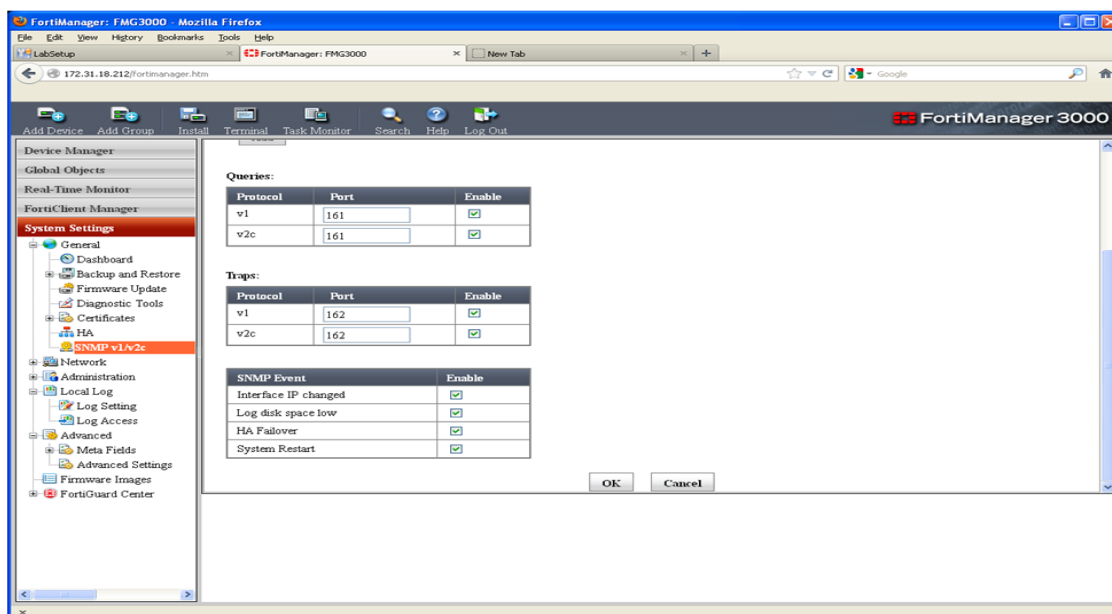 FortiManager: FMG3000 - Mozilla Firefox
File Edit View History Bookmarks Tools Help
LabSetup × FortiManager: FMG3000 × New Tab × +
172.31.18.212/fortimanager.htm Google
Add Device Add Group Install Terminal Task Monitor Search Help Log Out FortiManager 3000
Device Manager
Global Objects
Real-Time Monitor
FortiClient Manager
System Settings
General
Dashboard
Backup and Restore
Firmware Update
Diagnostic Tools
Certificates
HA
SNMP v1/v2c
Network
Administration
Local Log
Log Setting
Log Access
Advanced
Meta Fields
Advanced Settings
Firmware Images
FortiGuard Center
Queries:
Protocol Port Enable
v1 161
v2c 161
Traps:
Protocol Port Enable
v1 162
v2c 162
SNMP Event Enable
Interface IP changed
Log disk space low
HA Failover
System Restart
OK Cancel
×